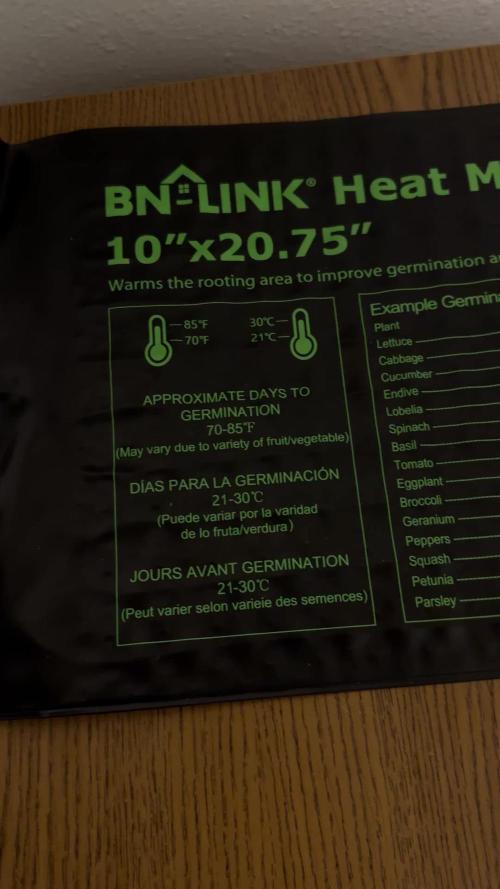 BN-LINK® Heat M
10”x20.75”
Warms the rooting area to improve germination a
85°F
70°F
30℃
21℃
APPROXIMATE DAYS TO
GERMINATION
70-85℉
(May vary due to variety of fruit/vegetable)
DÍAS PARA LA GERMINACIÓN
21-30℃
(Puede variar por la varidad
de lo fruta/verdura)
JOURS AVANT GERMINATION
21-30℃
(Peut varier selon varieie des semences)
Example Germina
Plant
Lettuce
Cabbage
Cucumber
Endive
Lobelia
Spinach
Basil
Tomato
Eggplant
Broccoli
Geranium
Peppers
Squash
Petunia
Parsley